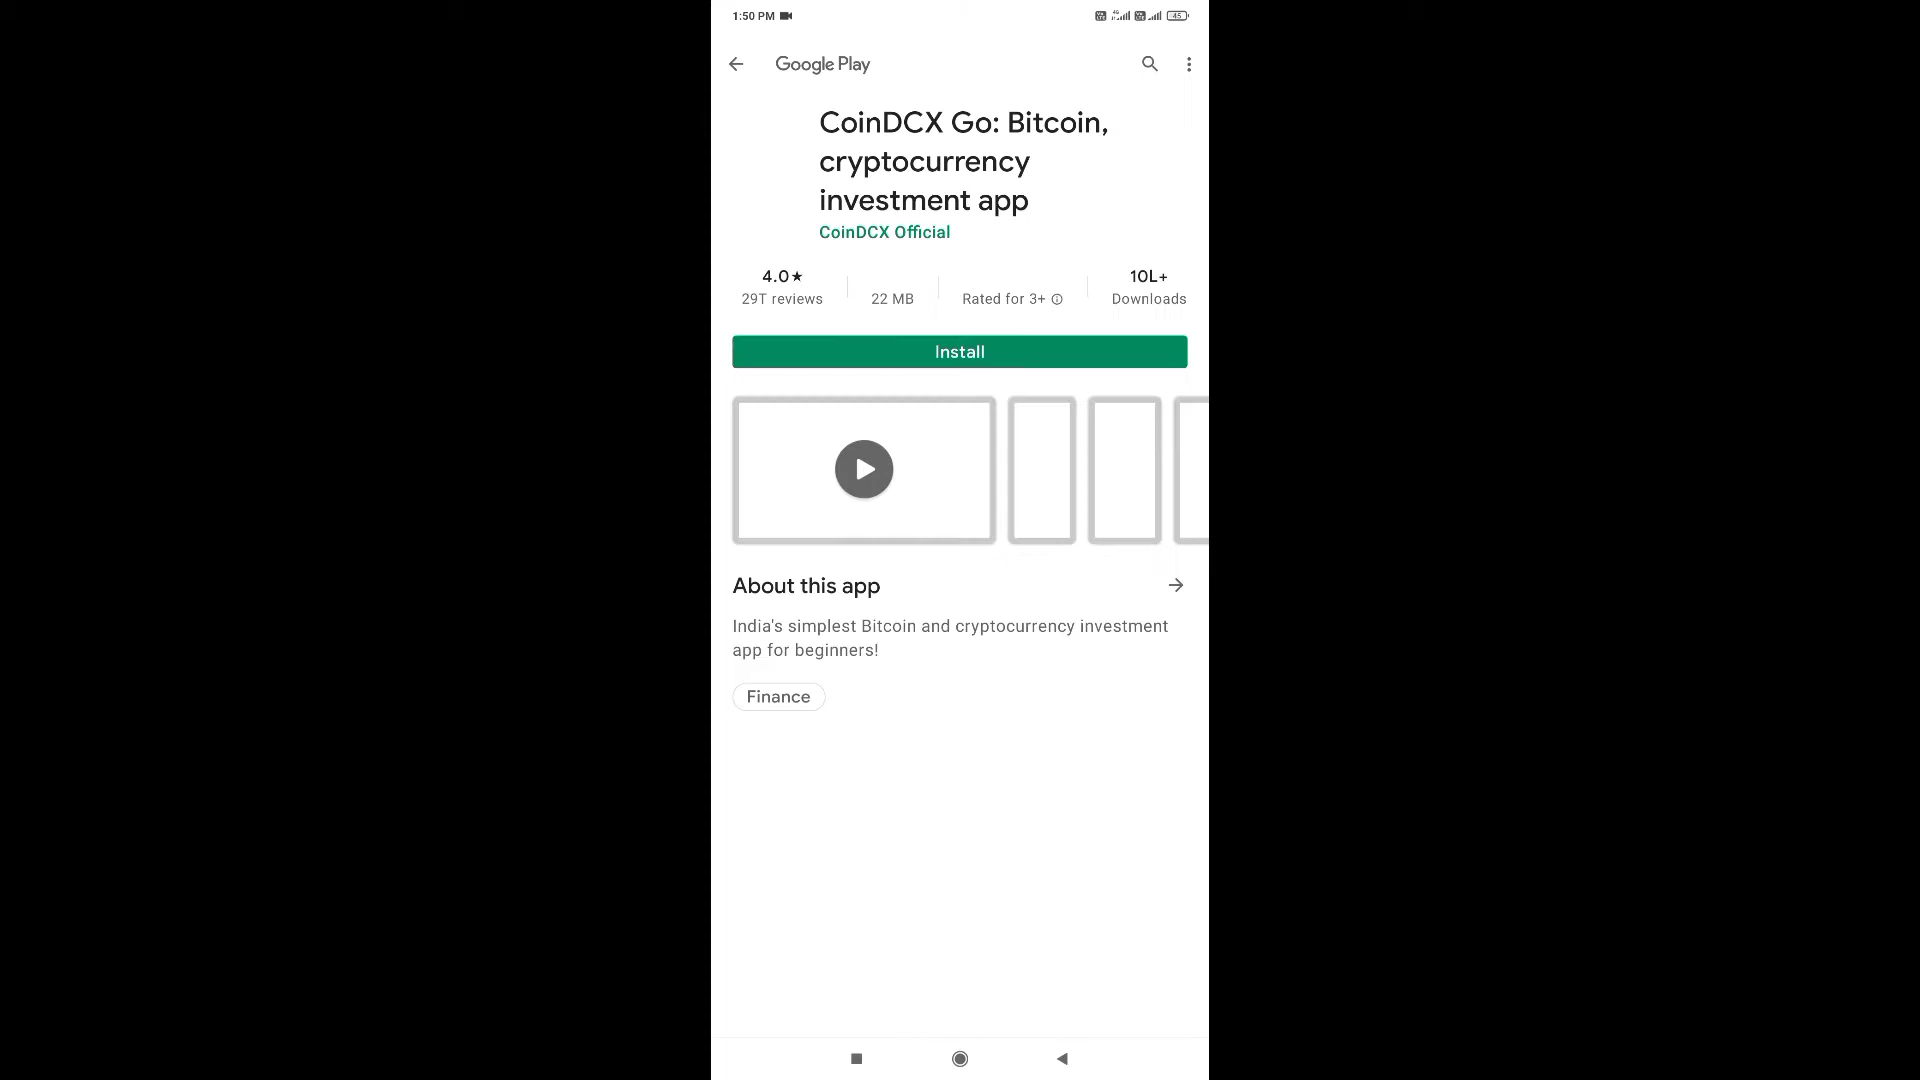 1:50 PM
45
Google Play
CoinDCX Go: Bitcoin,
cryptocurrency
investment app
CoinDCX Official
4.0★
29T reviews
22 MB
Rated for 3+
10L+
Downloads
Install
About this app
India's simplest Bitcoin and cryptocurrency investment
app for beginners!
Finance